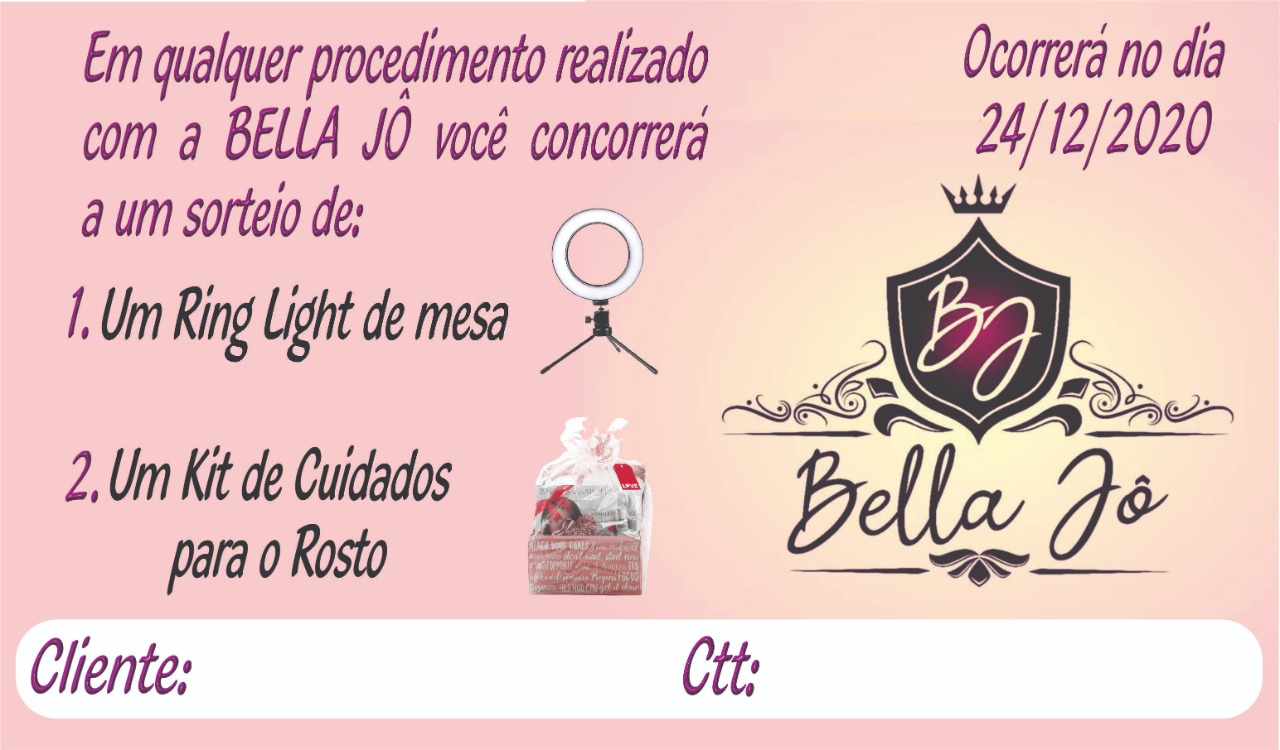 Em qualquer procedimento realizado
com a BELLA JÔ você concorrerá
a um sorteio de:
1. Um Ring Light de mesa
2. Um Kit de Cuidados
para o Rosto
Ocorrerá no dia
24/12/2020
BJ
Bella Jô
LOVE
Cliente:
Ctt: